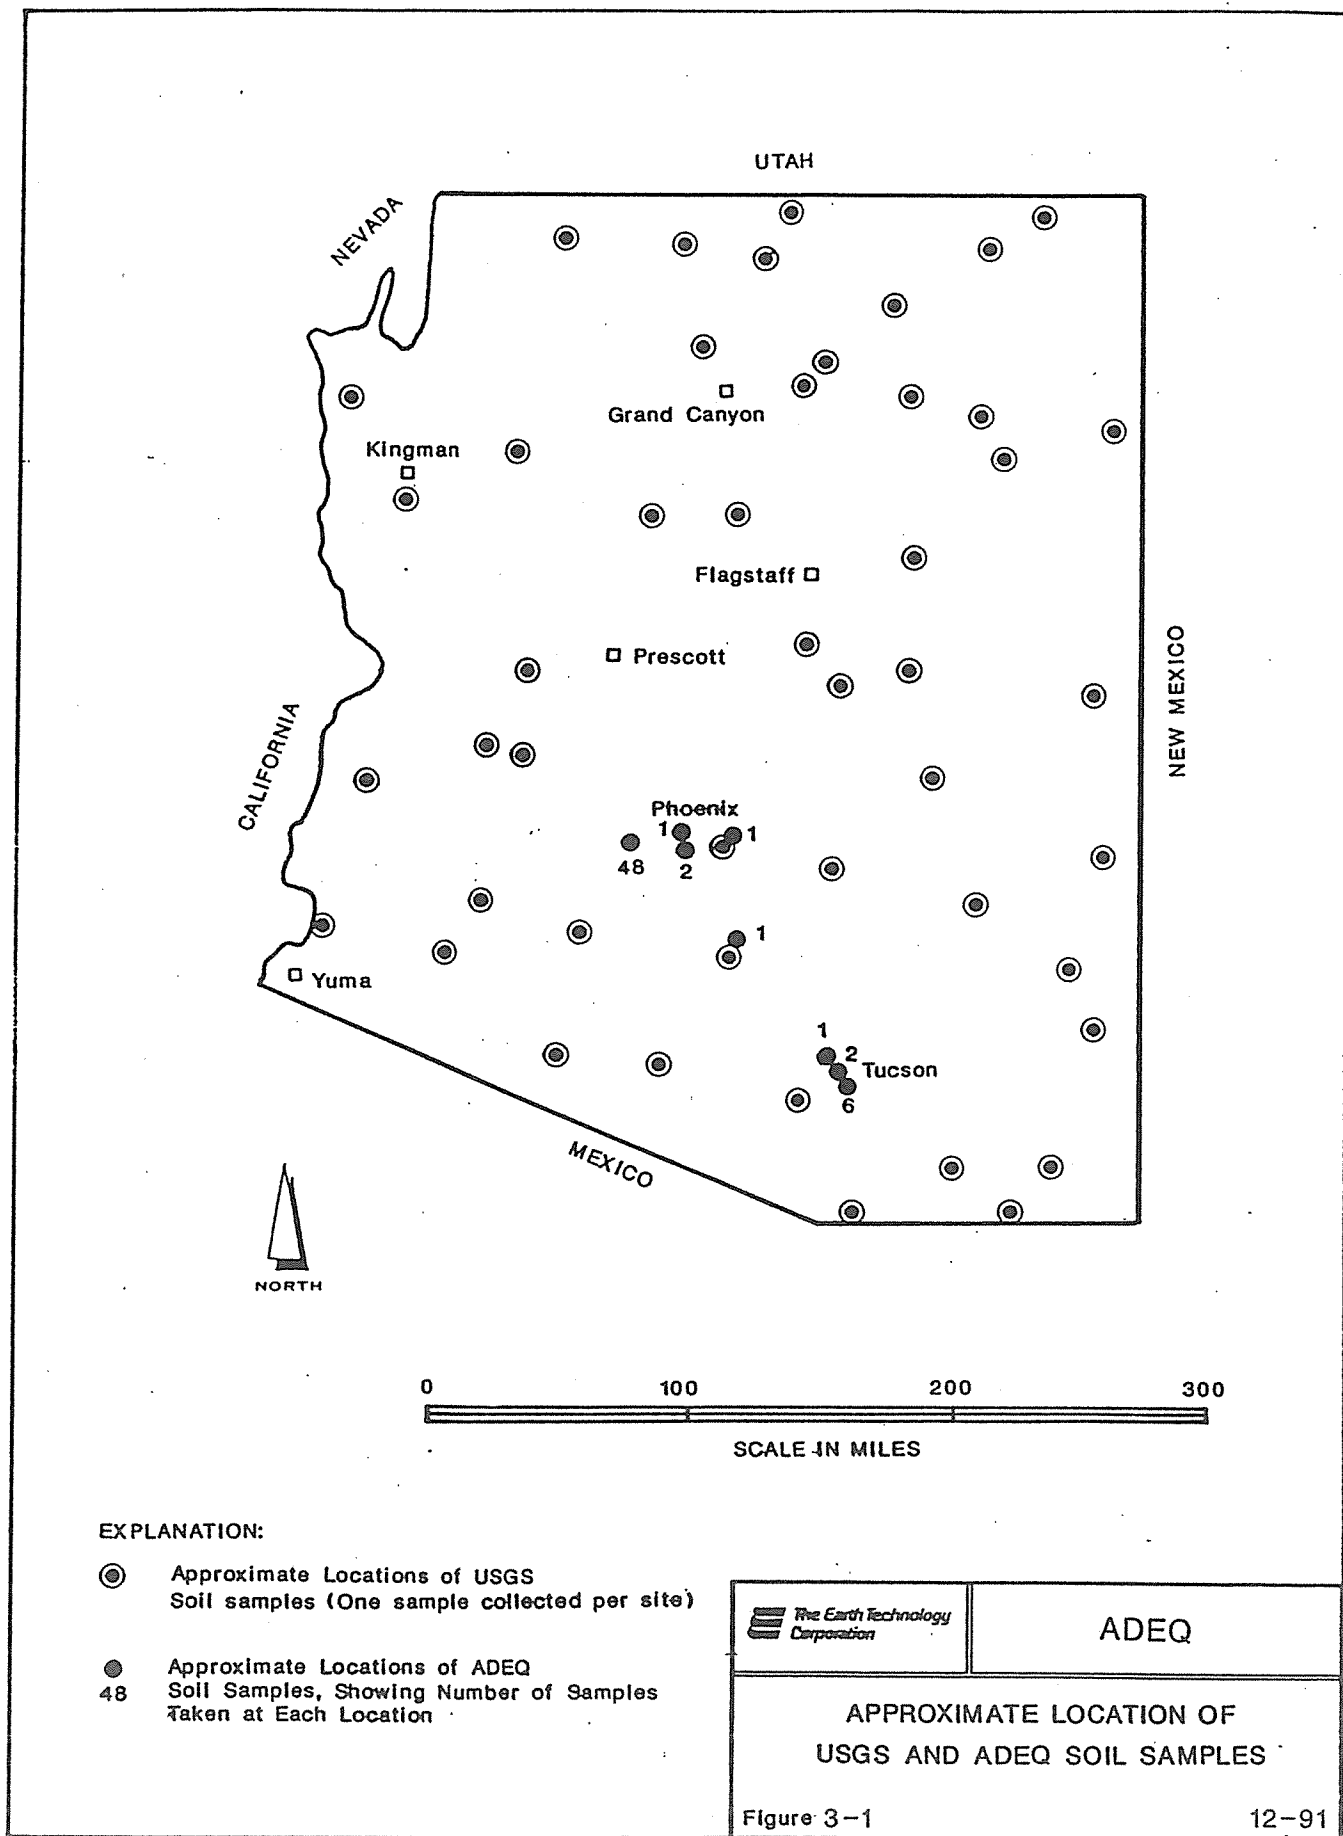 UTAH
NEVADA
Grand Canyon
Kingman
Flagstaff
Prescott
NEW MEXICO
CALIFORNIA
Phoenix
1
1
48
2
1
Yuma
1
2
Tucson
6
MEXICO
NORTH
0 100 200 300
SCALE IN MILES
EXPLANATION:
Approximate Locations of USGS
Soil samples (One sample collected per site)
Approximate Locations of ADEQ
48 Soil Samples, Showing Number of Samples
Taken at Each Location
The Earth Technology
Corporation
ADEQ
APPROXIMATE LOCATION OF
USGS AND ADEQ SOIL SAMPLES
Figure 3-1 12-91